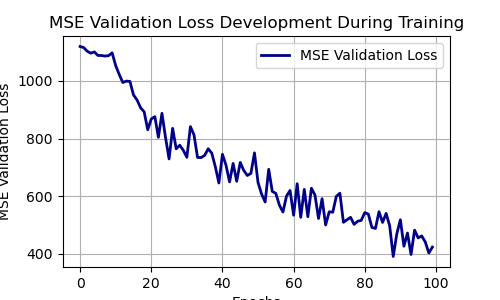 MSE Validation Loss Development During Training
MSE Validation Loss
MSE Validation Loss
1000
800
600
400
0
20
40
60
80
100
Epochs